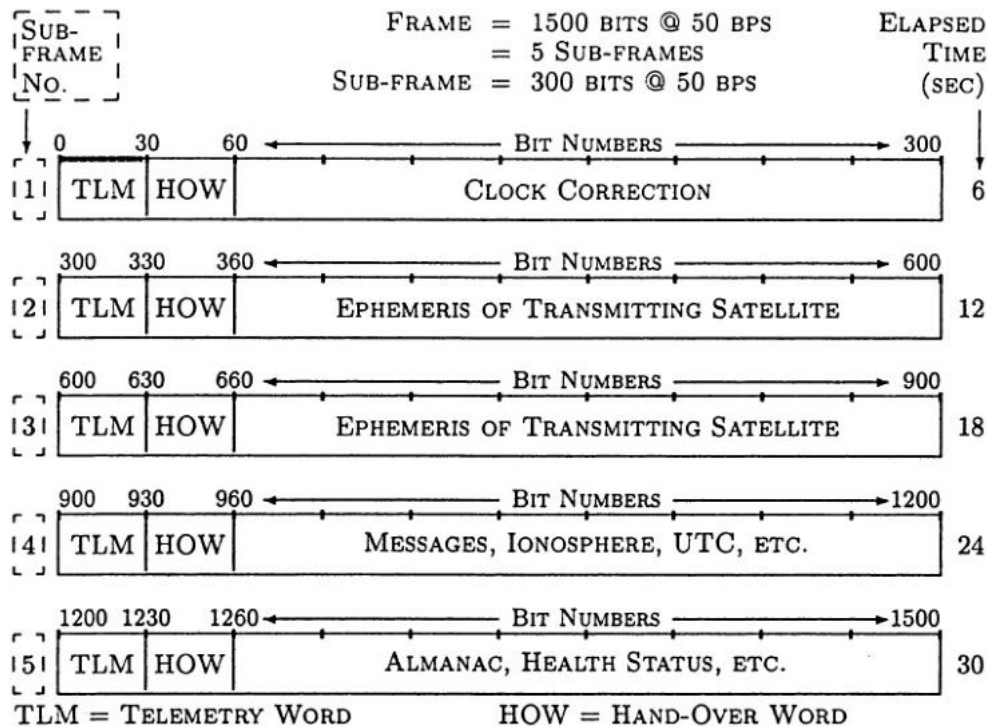 SUB-FRAME NO.
FRAME = 1500 BITS @ 50 BPS
= 5 SUB-FRAMES
SUB-FRAME = 300 BITS @ 50 BPS
ELAPSED TIME (SEC)
0 30 60 BIT NUMBERS 300
1 TLM HOW CLOCK CORRECTION 6
300 330 360 BIT NUMBERS 600
2 TLM HOW EPHEMERIS OF TRANSMITTING SATELLITE 12
600 630 660 BIT NUMBERS 900
3 TLM HOW EPHEMERIS OF TRANSMITTING SATELLITE 18
900 930 960 BIT NUMBERS 1200
4 TLM HOW MESSAGES, IONOSPHERE, UTC, ETC. 24
1200 1230 1260 BIT NUMBERS 1500
5 TLM HOW ALMANAC, HEALTH STATUS, ETC. 30
TLM = TELEMETRY WORD HOW = HAND-OVER WORD